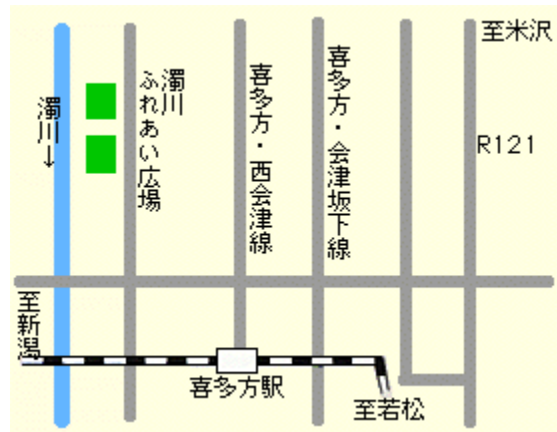 至米沢
濁川→
濁川
ふれあい広場
喜多方・西会津線
喜多方・会津坂下線
R121
至新潟
喜多方駅
至若松